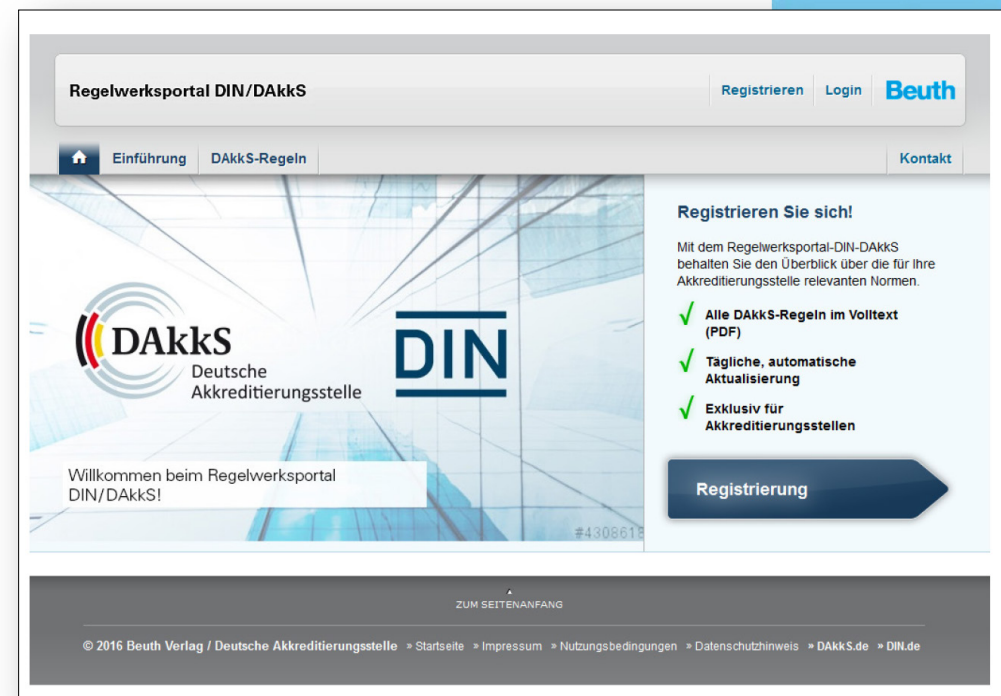 Regelwerksportal DIN/DAkkS
Registrieren Login Beuth
Einführung DAkkS-Regeln Kontakt
DAkkS
Deutsche
Akkreditierungsstelle
DIN
Willkommen beim Regelwerksportal
DIN/DAkkS!
#4308618
Registrieren Sie sich!
Mit dem Regelwerksportal-DIN-DAkkS
behalten Sie den Überblick über die für Ihre
Akkreditierungsstelle relevanten Normen.
√ Alle DAkkS-Regeln im Volltext
(PDF)
√ Tägliche, automatische
Aktualisierung
√ Exklusiv für
Akkreditierungsstellen
Registrierung
ZUM SEITENANFANG
© 2016 Beuth Verlag / Deutsche Akkreditierungsstelle » Startseite » Impressum » Nutzungsbedingungen » Datenschutzhinweis » DAkkS.de » DIN.de